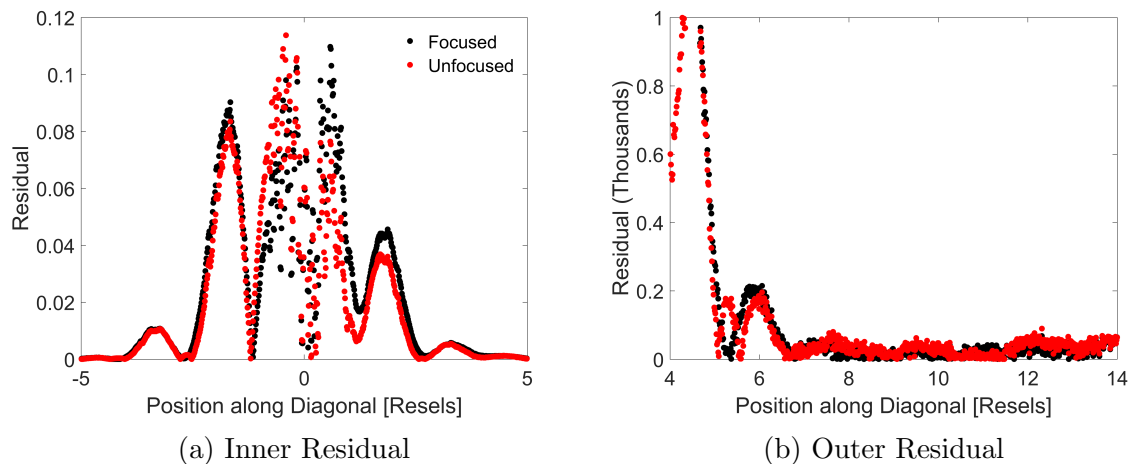 0.12
0.1
0.08
0.06
0.04
0.02
0
Residual
Focused
Unfocused
-5 0 5
Position along Diagonal [Resels]
(a) Inner Residual
1
0.8
0.6
0.4
0.2
0
Residual (Thousands)
4 6 8 10 12 14
Position along Diagonal [Resels]
(b) Outer Residual